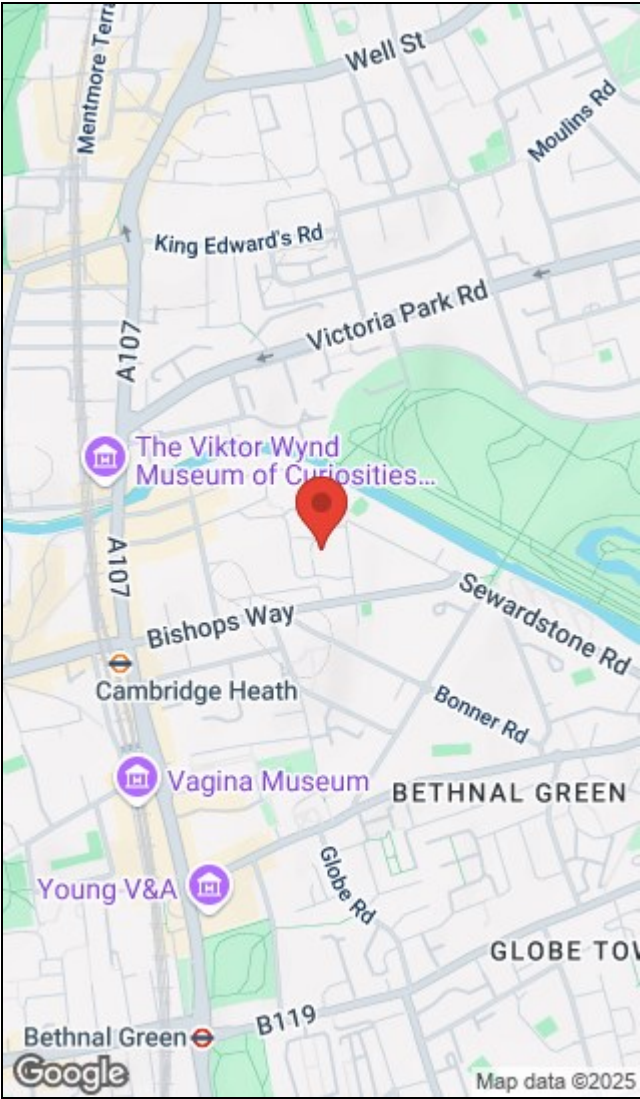 Mentmore Terra
Well St
Moulins Rd
King Edward's Rd
Victoria Park Rd
A107
The Viktor Wynd
Museum of Curiosities...
A107
Bishops Way
Sewardstone Rd
Cambridge Heath
Bonner Rd
Vagina Museum
BETHNAL GREEN
Young V&A
Globe Rd
GLOBE TOW
B119
Bethnal Green
Google
Map data ©2025